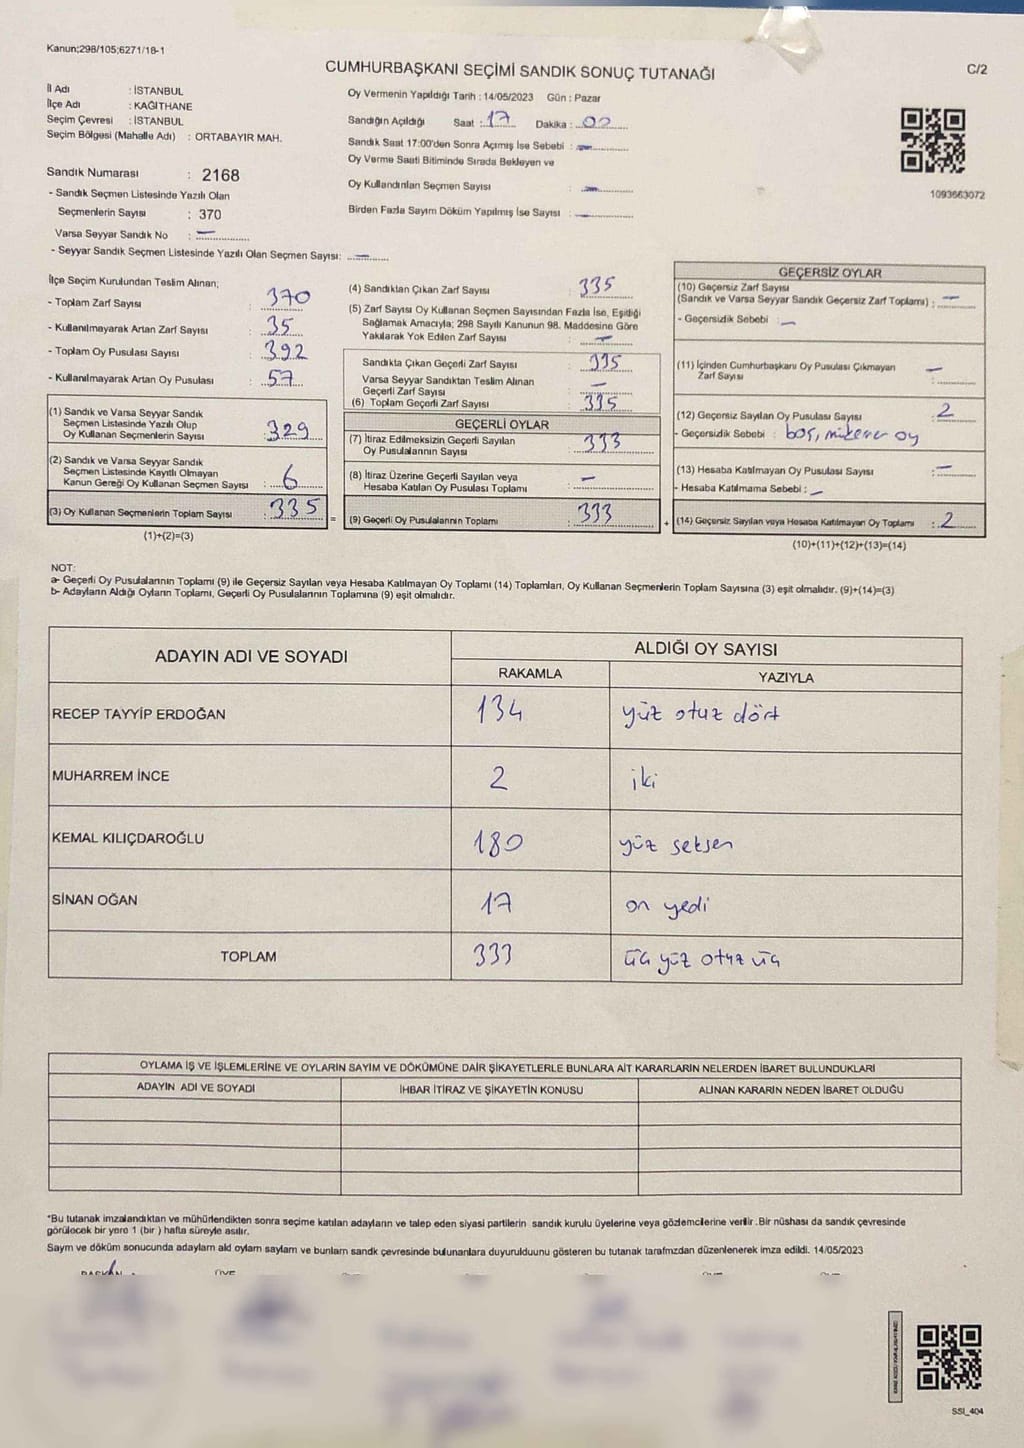 Kanun;298/105;6271/18-1
CUMHURBAŞKANI SEÇİMİ SANDIK SONUÇ TUTANAĞI
C/2
İl Adı : İSTANBUL
İlçe Adı : KAĞITHANE
Seçim Çevresi : İSTANBUL
Seçim Bölgesi (Mahalle Adı) : ORTABAYIR MAH.
Sandık Numarası : 2168
- Sandık Seçmen Listesinde Yazılı Olan
Seçmenlerin Sayısı : 370
Varsa Seyyar Sandık No : —
- Seyyar Sandık Seçmen Listesinde Yazılı Olan Seçmen Sayısı: —
Oy Vermenin Yapıldığı Tarih : 14/05/2023 Gün : Pazar
Sandığın Açıldığı Saat : 17 Dakika : 00
Sandık Saat 17:00'den Sonra Açımış İse Sebebi : —
Oy Verme Saati Bitiminde Sırada Bekleyen ve
Oy Kullandırılan Seçmen Sayısı : —
Birden Fazla Sayım Döküm Yapılmış İse Sayısı : —
1093663072
İlçe Seçim Kurulundan Teslim Alınan;
- Toplam Zarf Sayısı : 370
- Kullanılmayarak Artan Zarf Sayısı : 35
- Toplam Oy Pusulası Sayısı : 392
- Kullanılmayarak Artan Oy Pusulası : 57
(1) Sandık ve Varsa Seyyar Sandık
Seçmen Listesinde Yazılı Olup
Oy Kullanan Seçmenlerin Sayısı : 329
(2) Sandık ve Varsa Seyyar Sandık
Seçmen Listesinde Kayıtlı Olmayan
Kanun Gereği Oy Kullanan Seçmen Sayısı : 6
(3) Oy Kullanan Seçmenlerin Toplam Sayısı : 335
(1)+(2)=(3)
=
(4) Sandıktan Çıkan Zarf Sayısı : 335
(5) Zarf Sayısı Oy Kullanan Seçmen Sayısından Fazla İse, Eşitliği
Sağlamak Amacıyla; 298 Sayılı Kanunun 98. Maddesine Göre
Yakılarak Yok Edilen Zarf Sayısı : —
Sandıkta Çıkan Geçerli Zarf Sayısı : 335
Varsa Seyyar Sandıktan Teslim Alınan
Geçerli Zarf Sayısı : —
(6) Toplam Geçerli Zarf Sayısı : 335
GEÇERLİ OYLAR
(7) İtiraz Edilmeksizin Geçerli Sayılan
Oy Pusulalarının Sayısı : 333
(8) İtiraz Üzerine Geçerli Sayılan veya
Hesaba Katılan Oy Pusulası Toplamı : —
(9) Geçerli Oy Pusulalarının Toplamı : 333
+
GEÇERSİZ OYLAR
(10) Geçersiz Zarf Sayısı
(Sandık ve Varsa Seyyar Sandık Geçersiz Zarf Toplamı) : —
- Geçersizlik Sebebi : —
(11) İçinden Cumhurbaşkanı Oy Pusulası Çıkmayan
Zarf Sayısı : —
(12) Geçersiz Sayılan Oy Pusulası Sayısı : 2
- Geçersizlik Sebebi : boş, oy
(13) Hesaba Katılmayan Oy Pusulası Sayısı : —
- Hesaba Katılmama Sebebi : —
(14) Geçersiz Sayılan veya Hesaba Katılmayan Oy Toplamı : 2
(10)+(11)+(12)+(13)=(14)
NOT:
a- Geçerli Oy Pusulalarının Toplamı (9) ile Geçersiz Sayılan veya Hesaba Katılmayan Oy Toplamı (14) Toplamları, Oy Kullanan Seçmenlerin Toplam Sayısına (3) eşit olmalıdır. (9)+(14)=(3)
b- Adayların Aldığı Oyların Toplamı, Geçerli Oy Pusulalarının Toplamına (9) eşit olmalıdır.
ADAYIN ADI VE SOYADI
ALDIĞI OY SAYISI
RAKAMLA YAZIYLA
RECEP TAYYİP ERDOĞAN 134 yüz otuz dört
MUHARREM İNCE 2 iki
KEMAL KILIÇDAROĞLU 180 yüz seksen
SİNAN OĞAN 17 on yedi
TOPLAM 333 üç yüz otuz üç
OYLAMA İŞ VE İŞLEMLERİNE VE OYLARIN SAYIM VE DÖKÜMÜNE DAİR ŞİKAYETLERLE BUNLARA AİT KARARLARIN NELERDEN İBARET BULUNDUKLARI
ADAYIN ADI VE SOYADI İHBAR İTİRAZ VE ŞİKAYETİN KONUSU ALINAN KARARIN NEDEN İBARET OLDUĞU
*Bu tutanak imzalandıktan ve mühürlendikten sonra seçime katılan adayların ve talep eden siyasi partilerin sandık kurulu üyelerine veya gözlemcilerine verilir. Bir nüshası da sandık çevresinde
görülecek bir yere 1 (bir ) hafta süreyle asılır.
Sayım ve döküm sonucunda adaylarn ald oylarn saylarn ve bunlarn sandk çevresinde bulunanlara duyurulduunu gösteren bu tutanak tarafmzdan düzenlenerek imza edildi. 14/05/2023
BAŞKAN ÜYE
SSI_404